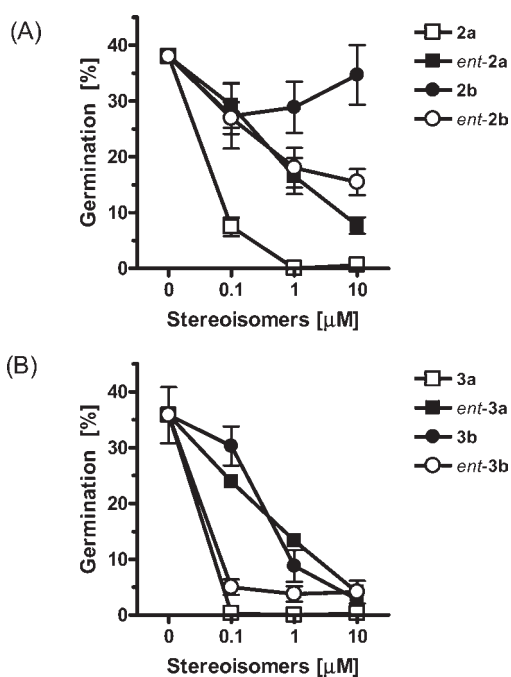 (A)
Germination [%]
40
30
20
10
0
0 0.1 1 10
Stereoisomers [μM]
2a
ent-2a
2b
ent-2b
(B)
Germination [%]
40
30
20
10
0
0 0.1 1 10
Stereoisomers [μM]
3a
ent-3a
3b
ent-3b